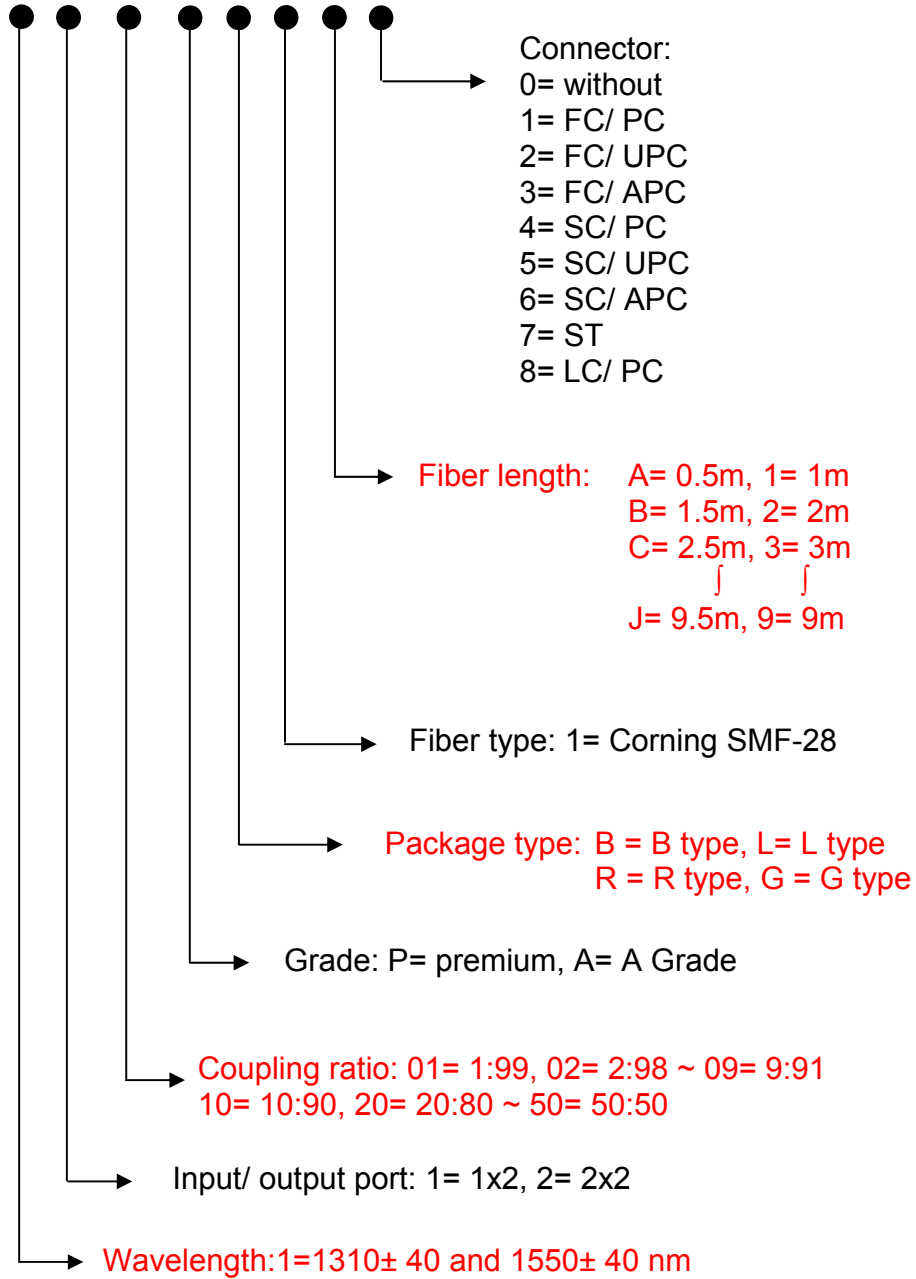 Connector:
0= without
1= FC/ PC
2= FC/ UPC
3= FC/ APC
4= SC/ PC
5= SC/ UPC
6= SC/ APC
7= ST
8= LC/ PC
Fiber length: A= 0.5m, 1= 1m
B= 1.5m, 2= 2m
C= 2.5m, 3= 3m
∫ ∫
J= 9.5m, 9= 9m
Fiber type: 1= Corning SMF-28
Package type: B = B type, L= L type
R = R type, G = G type
Grade: P= premium, A= A Grade
Coupling ratio: 01= 1:99, 02= 2:98 ~ 09= 9:91
10= 10:90, 20= 20:80 ~ 50= 50:50
Input/ output port: 1= 1x2, 2= 2x2
Wavelength:1=1310± 40 and 1550± 40 nm